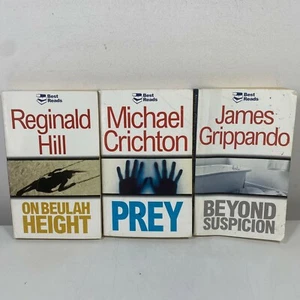 Best
Reads
Reginald
Hill
ON BEULAH
HEIGHT
Best
Reads
Michael
Crichton
PREY
Best
Reads
James
Grippando
BEYOND
SUSPICION